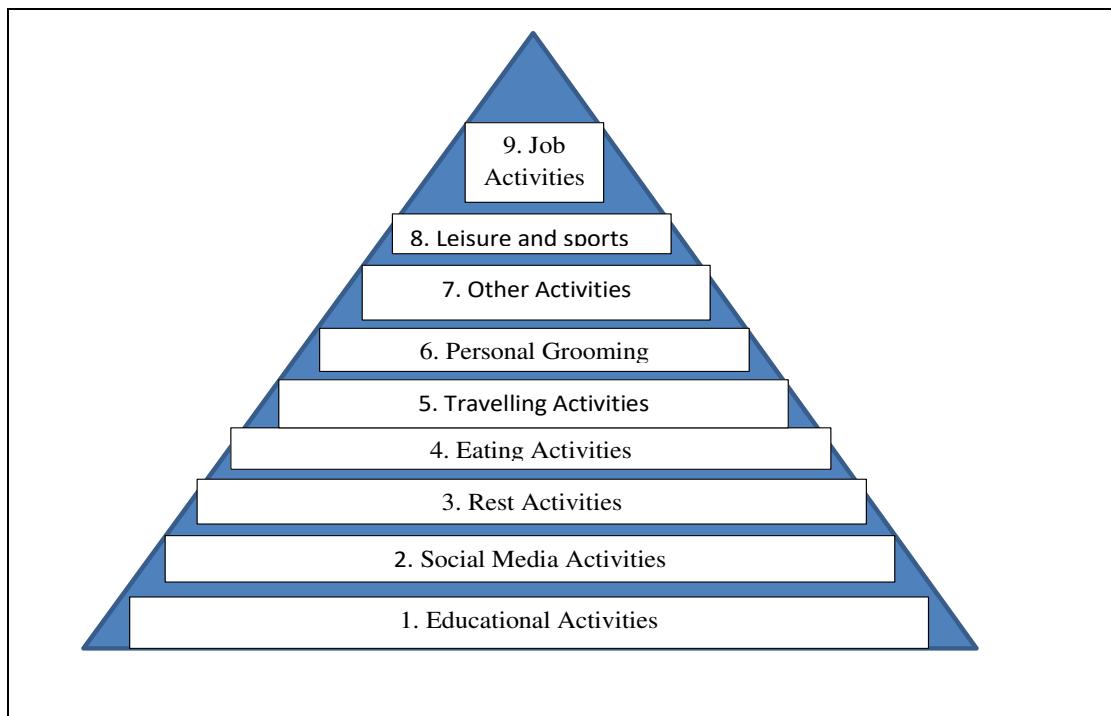 9. Job
Activities
8. Leisure and sports
7. Other Activities
6. Personal Grooming
5. Travelling Activities
4. Eating Activities
3. Rest Activities
2. Social Media Activities
1. Educational Activities